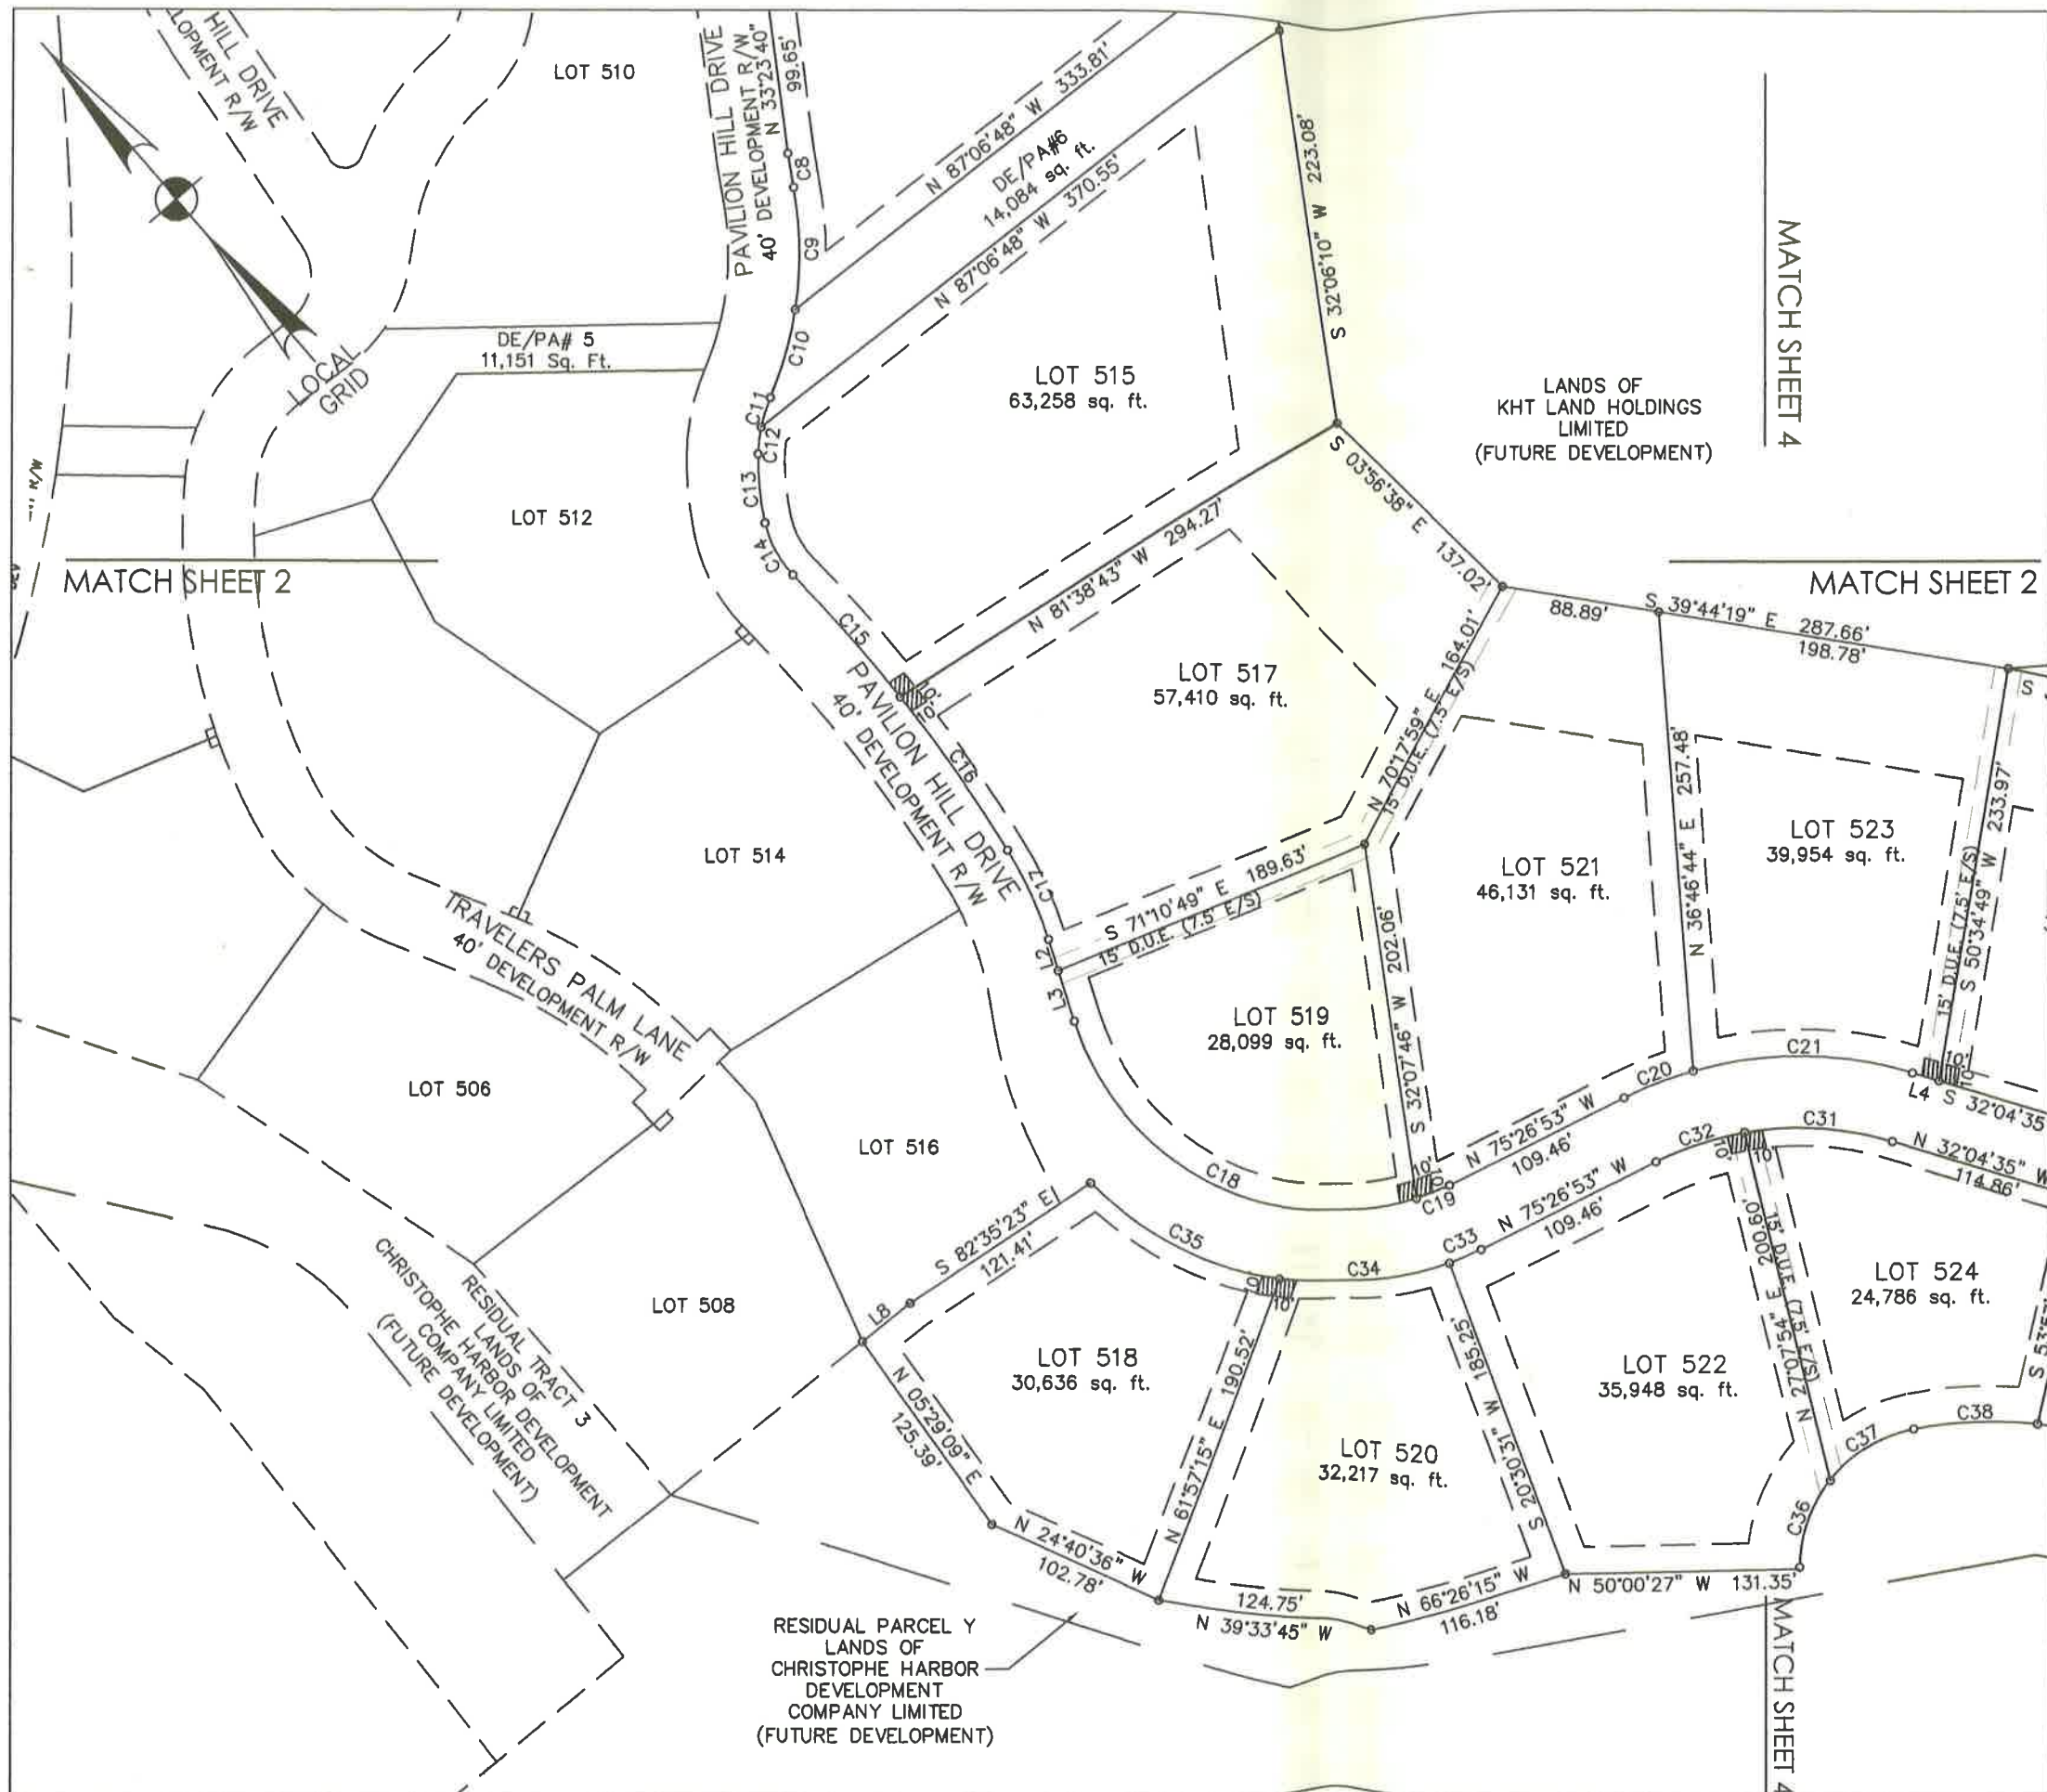 HILL DRIVE
LOPMENT R/W
LOCAL
GRID
LOT 510
PAVILION HILL DRIVE
40' DEVELOPMENT R/W
N 33°23'40"
99.65'
C8
C9
C10
C11
C12
C13
C14
C15
C16
C17
L2
L3
C18
C19
N 87°06'48" W 333.81'
DE/PA#6
14,084 sq. ft.
N 87°06'48" W 370.55'
S 32°06'10" W 223.08'
MATCH SHEET 4
LOT 515
63,258 sq. ft.
LANDS OF
KHT LAND HOLDINGS
LIMITED
(FUTURE DEVELOPMENT)
DE/PA# 5
11,151 Sq. Ft.
LOT 512
MATCH SHEET 2
MATCH SHEET 2
S 03°56'38" E 137.02'
N 81°38'43" W 294.27'
88.89'
S 39°44'19" E 287.66'
198.78'
S
10'
10'
PAVILION HILL DRIVE
40' DEVELOPMENT R/W
LOT 517
57,410 sq. ft.
N 70°17'59" E 164.01'
15' D.U.E. (7.5' E/S)
N 36°46'44" E 257.48'
LOT 523
39,954 sq. ft.
S 50°34'49" W 233.97'
15' D.U.E. (7.5' E/S)
LOT 514
LOT 521
46,131 sq. ft.
S 71°10'49" E 189.63'
15' D.U.E. (7.5' E/S)
S 32°07'46" W 202.06'
TRAVELERS PALM LANE
40' DEVELOPMENT R/W
LOT 519
28,099 sq. ft.
LOT 506
LOT 516
C20
C21
L4
10'
10'
S 32°04'35
N 75°26'53" W
109.46'
10'
10'
C31
C32
10'
10'
N 32°04'35" W
114.86'
N 75°26'53" W
109.46'
C33
C34
C35
S 82°35'23" E
121.41'
L8
10'
10'
LOT 508
LOT 518
30,636 sq. ft.
N 61°57'15" E 190.52'
S 20°30'31" W 185.25'
LOT 522
35,948 sq. ft.
N 27°07'54" E 200.60'
15' D.U.E. (7.5' E/S)
LOT 524
24,786 sq. ft.
S 53°57'
RESIDUAL TRACT 3
LANDS OF
CHRISTOPHE HARBOR DEVELOPMENT
COMPANY LIMITED
(FUTURE DEVELOPMENT)
LOT 520
32,217 sq. ft.
C36
C37
C38
N 05°29'09" E
125.39'
N 24°40'36" W
102.78'
124.75'
N 39°33'45" W
N 66°26'15" W
116.18'
N 50°00'27" W 131.35'
RESIDUAL PARCEL Y
LANDS OF
CHRISTOPHE HARBOR
DEVELOPMENT
COMPANY LIMITED
(FUTURE DEVELOPMENT)
MATCH SHEET 4